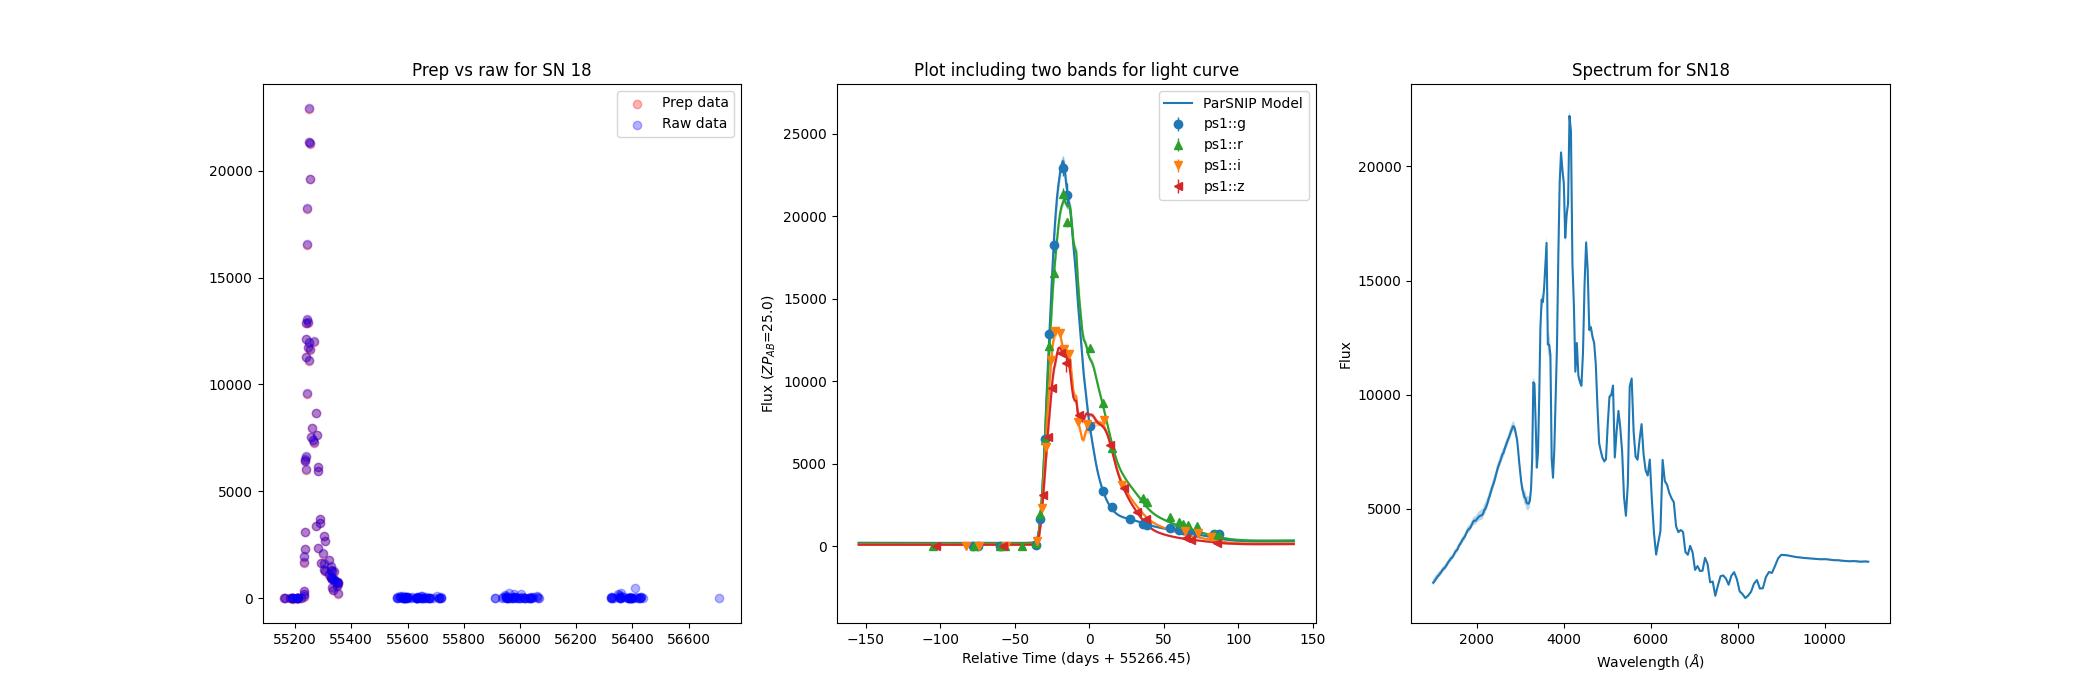 Prep vs raw for SN 18
Prep data
Raw data
20000
15000
10000
5000
0
55200 55400 55600 55800 56000 56200 56400 56600
Plot including two bands for light curve
ParSNIP Model
ps1::g
ps1::r
ps1::i
ps1::z
Flux (ZP_AB=25.0)
25000
20000
15000
10000
5000
0
−150 −100 −50 0 50 100 150
Relative Time (days + 55266.45)
Spectrum for SN18
Flux
20000
15000
10000
5000
2000 4000 6000 8000 10000
Wavelength (Å)